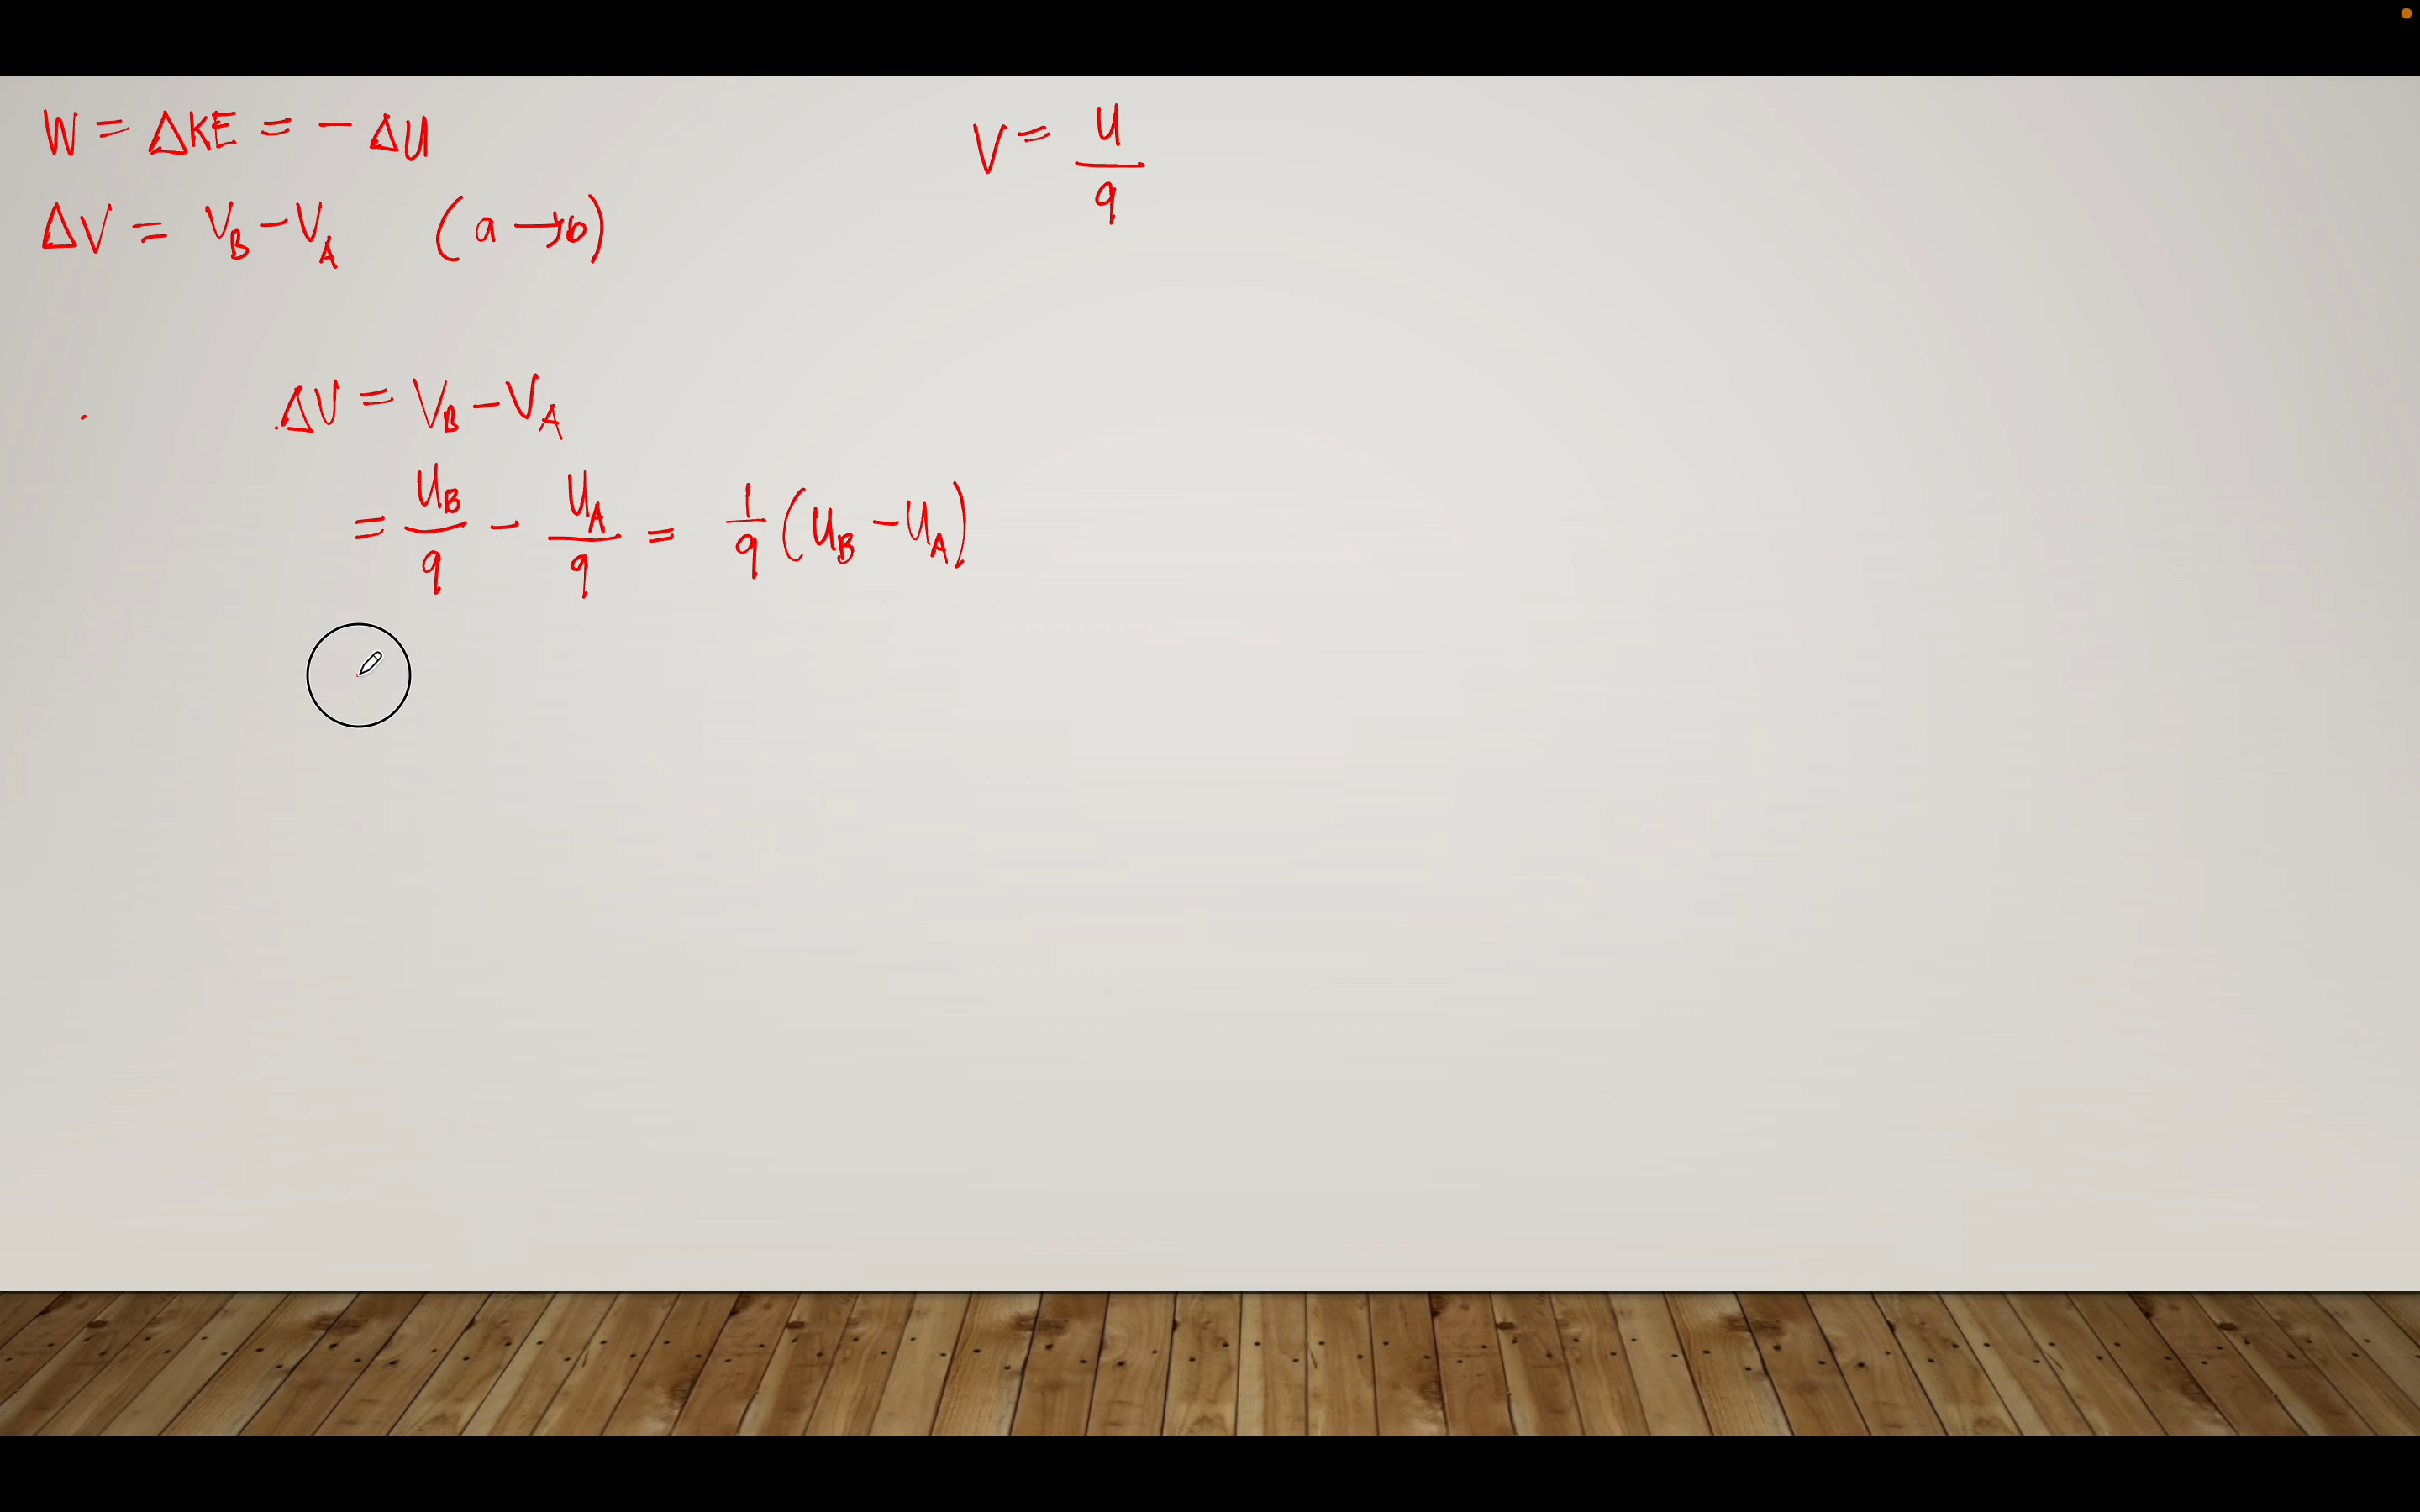 W = ΔKE = - ΔU
V = U/q
ΔV = V_B - V_A (a → b)
ΔV = V_B - V_A
= U_B/q - U_A/q = 1/q (U_B - U_A)